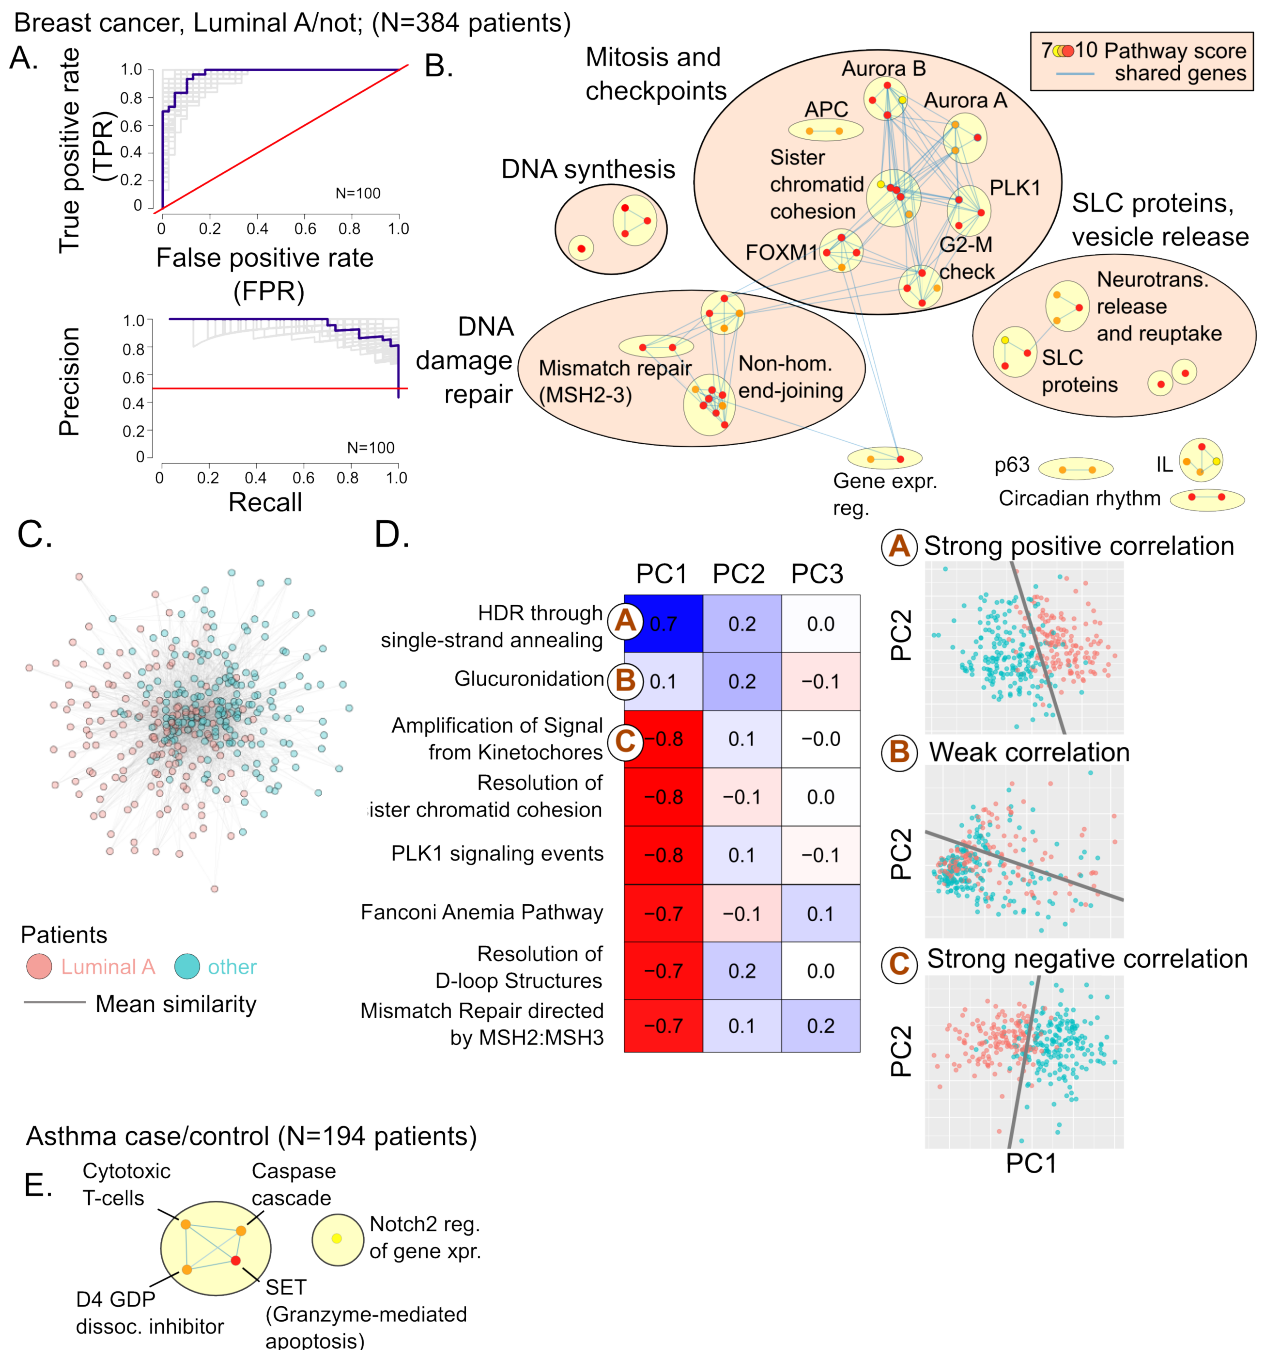 Breast cancer, Luminal A/not; (N=384 patients)
A.
True positive rate
(TPR)
1.0
0.8
0.6
0.4
0.2
0
N=100
0
0.2
0.4
0.6
0.8
1.0
False positive rate
(FPR)
Precision
1.0
0.8
0.6
0.4
0.2
0
N=100
0
0.2
0.4
0.6
0.8
1.0
Recall
B.
7 10 Pathway score
shared genes
Mitosis and
checkpoints
Aurora B
Aurora A
APC
Sister
chromatid
cohesion
PLK1
FOXM1
G2-M
check
DNA synthesis
SLC proteins,
vesicle release
Neurotrans.
release
and reuptake
SLC
proteins
DNA
damage
repair
Mismatch repair
(MSH2-3)
Non-hom.
end-joining
Gene expr.
reg.
p63
IL
Circadian rhythm
C.
Patients
Luminal A
other
Mean similarity
D.
PC1 PC2 PC3
HDR through
single-strand annealing
A 0.7 0.2 0.0
Glucuronidation
B 0.1 0.2 −0.1
Amplification of Signal
from Kinetochores
C −0.8 0.1 −0.0
Resolution of
ister chromatid cohesion
−0.8 −0.1 0.0
PLK1 signaling events
−0.8 0.1 −0.1
Fanconi Anemia Pathway
−0.7 −0.1 0.1
Resolution of
D-loop Structures
−0.7 0.2 0.0
Mismatch Repair directed
by MSH2:MSH3
−0.7 0.1 0.2
A Strong positive correlation
PC2
B Weak correlation
PC2
C Strong negative correlation
PC2
PC1
Asthma case/control (N=194 patients)
E.
Cytotoxic
T-cells
Caspase
cascade
Notch2 reg.
of gene xpr.
D4 GDP
dissoc. inhibitor
SET
(Granzyme-mediated
apoptosis)